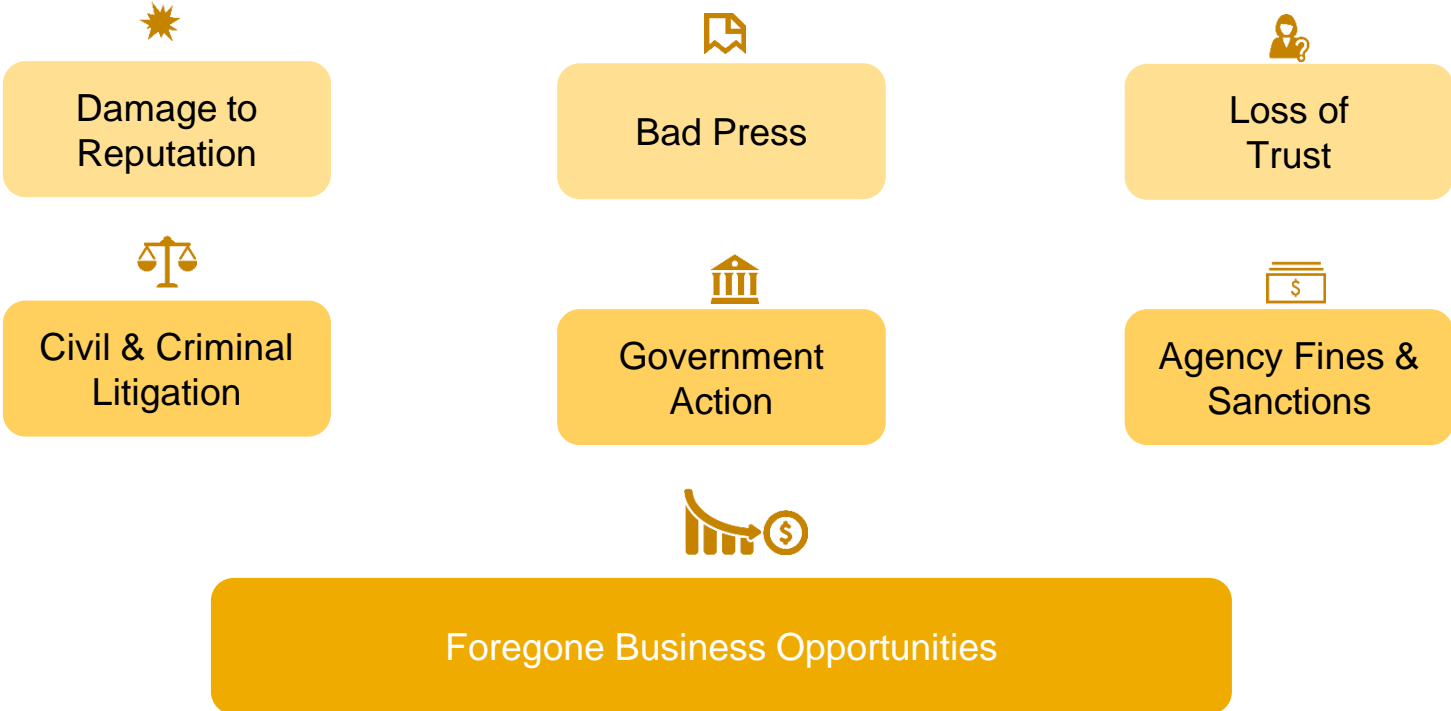 Damage to
Reputation
Bad Press
Loss of
Trust
Civil & Criminal
Litigation
Government
Action
$
Agency Fines &
Sanctions
$
Foregone Business Opportunities